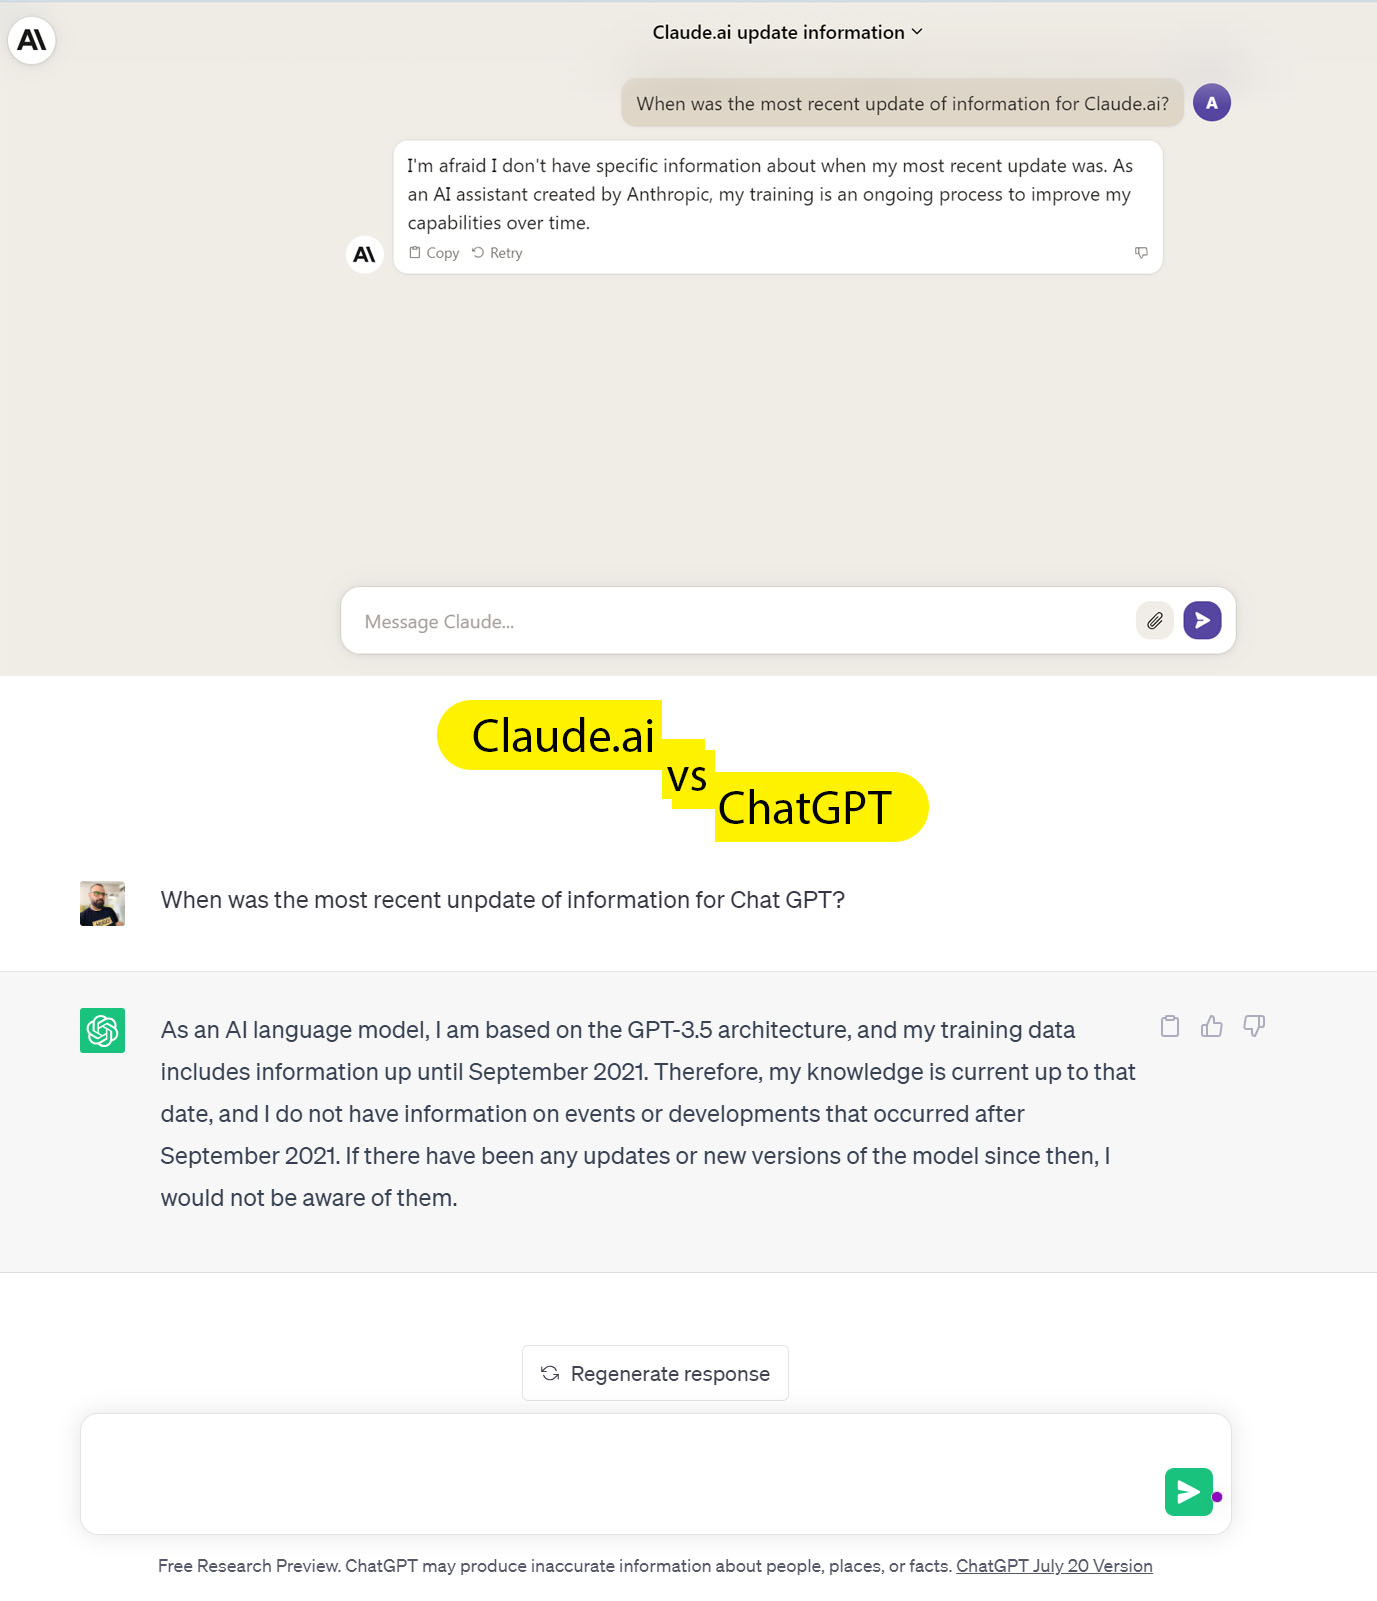 Claude.ai update information
When was the most recent update of information for Claude.ai?
A
I'm afraid I don't have specific information about when my most recent update was. As
an AI assistant created by Anthropic, my training is an ongoing process to improve my
capabilities over time.
Copy Retry
Message Claude...
Claude.ai
vs
ChatGPT
When was the most recent unpdate of information for Chat GPT?
As an AI language model, I am based on the GPT-3.5 architecture, and my training data
includes information up until September 2021. Therefore, my knowledge is current up to that
date, and I do not have information on events or developments that occurred after
September 2021. If there have been any updates or new versions of the model since then, I
would not be aware of them.
Regenerate response
Free Research Preview. ChatGPT may produce inaccurate information about people, places, or facts. ChatGPT July 20 Version